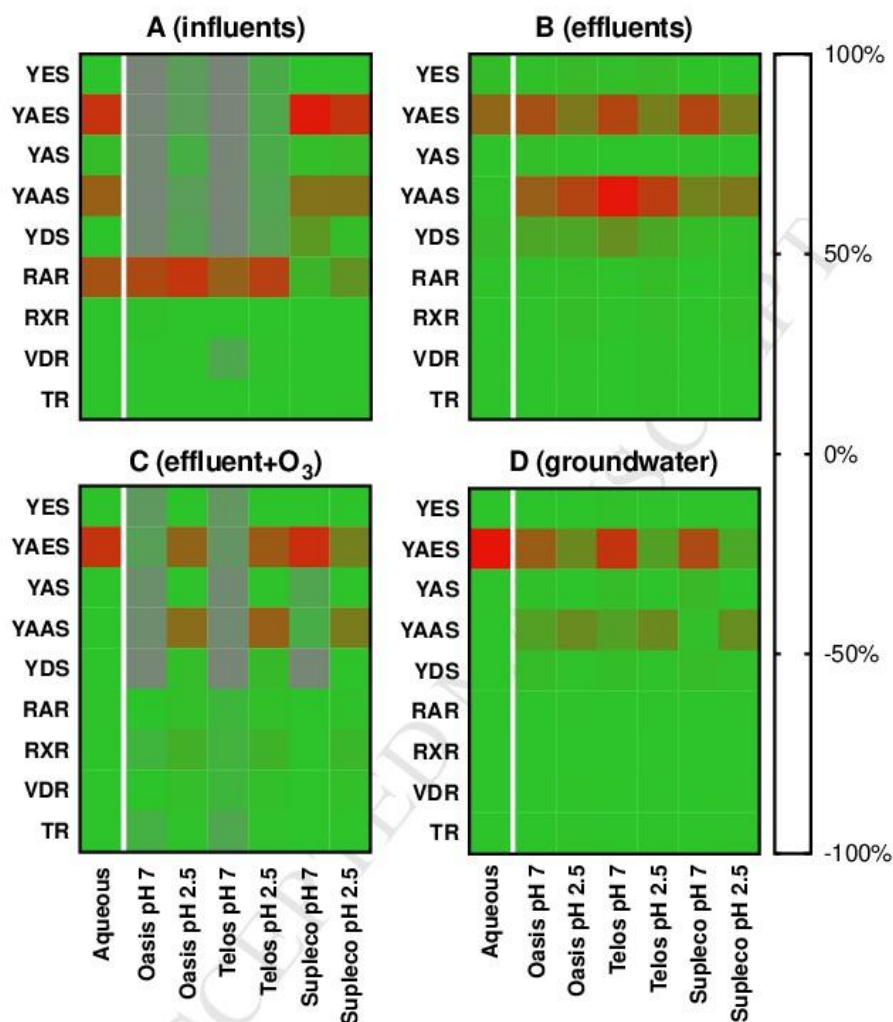 A (influents)
B (effluents)
YES
YAES
YAS
YAAS
YDS
RAR
RXR
VDR
TR
YES
YAES
YAS
YAAS
YDS
RAR
RXR
VDR
TR
100%
50%
0%
-50%
-100%
C (effluent+O3)
D (groundwater)
YES
YAES
YAS
YAAS
YDS
RAR
RXR
VDR
TR
YES
YAES
YAS
YAAS
YDS
RAR
RXR
VDR
TR
Aqueous
Oasis pH 7
Oasis pH 2.5
Telos pH 7
Telos pH 2.5
Supleco pH 7
Supleco pH 2.5
Aqueous
Oasis pH 7
Oasis pH 2.5
Telos pH 7
Telos pH 2.5
Supleco pH 7
Supleco pH 2.5
ACCEPTED MANUSCRIPT